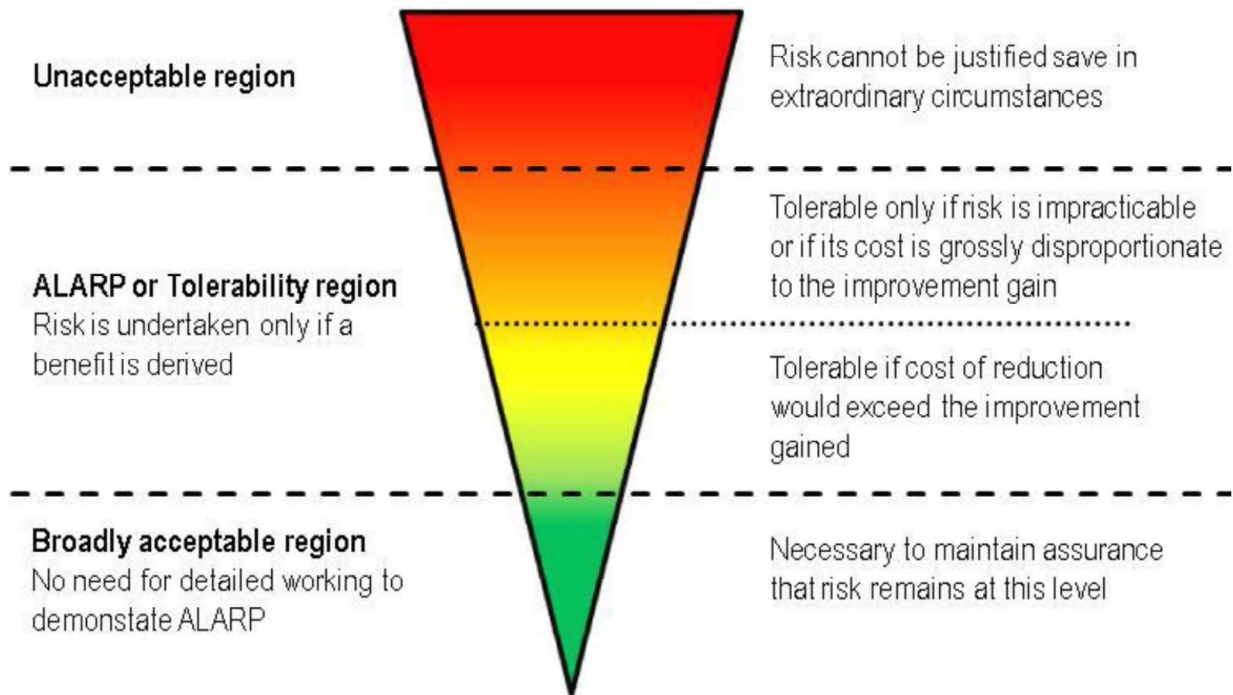 Unacceptable region
Risk cannot be justified save in
extraordinary circumstances
ALARP or Tolerability region
Risk is undertaken only if a
benefit is derived
Tolerable only if risk is impracticable
or if its cost is grossly disproportionate
to the improvement gain
Tolerable if cost of reduction
would exceed the improvement
gained
Broadly acceptable region
No need for detailed working to
demonstate ALARP
Necessary to maintain assurance
that risk remains at this level